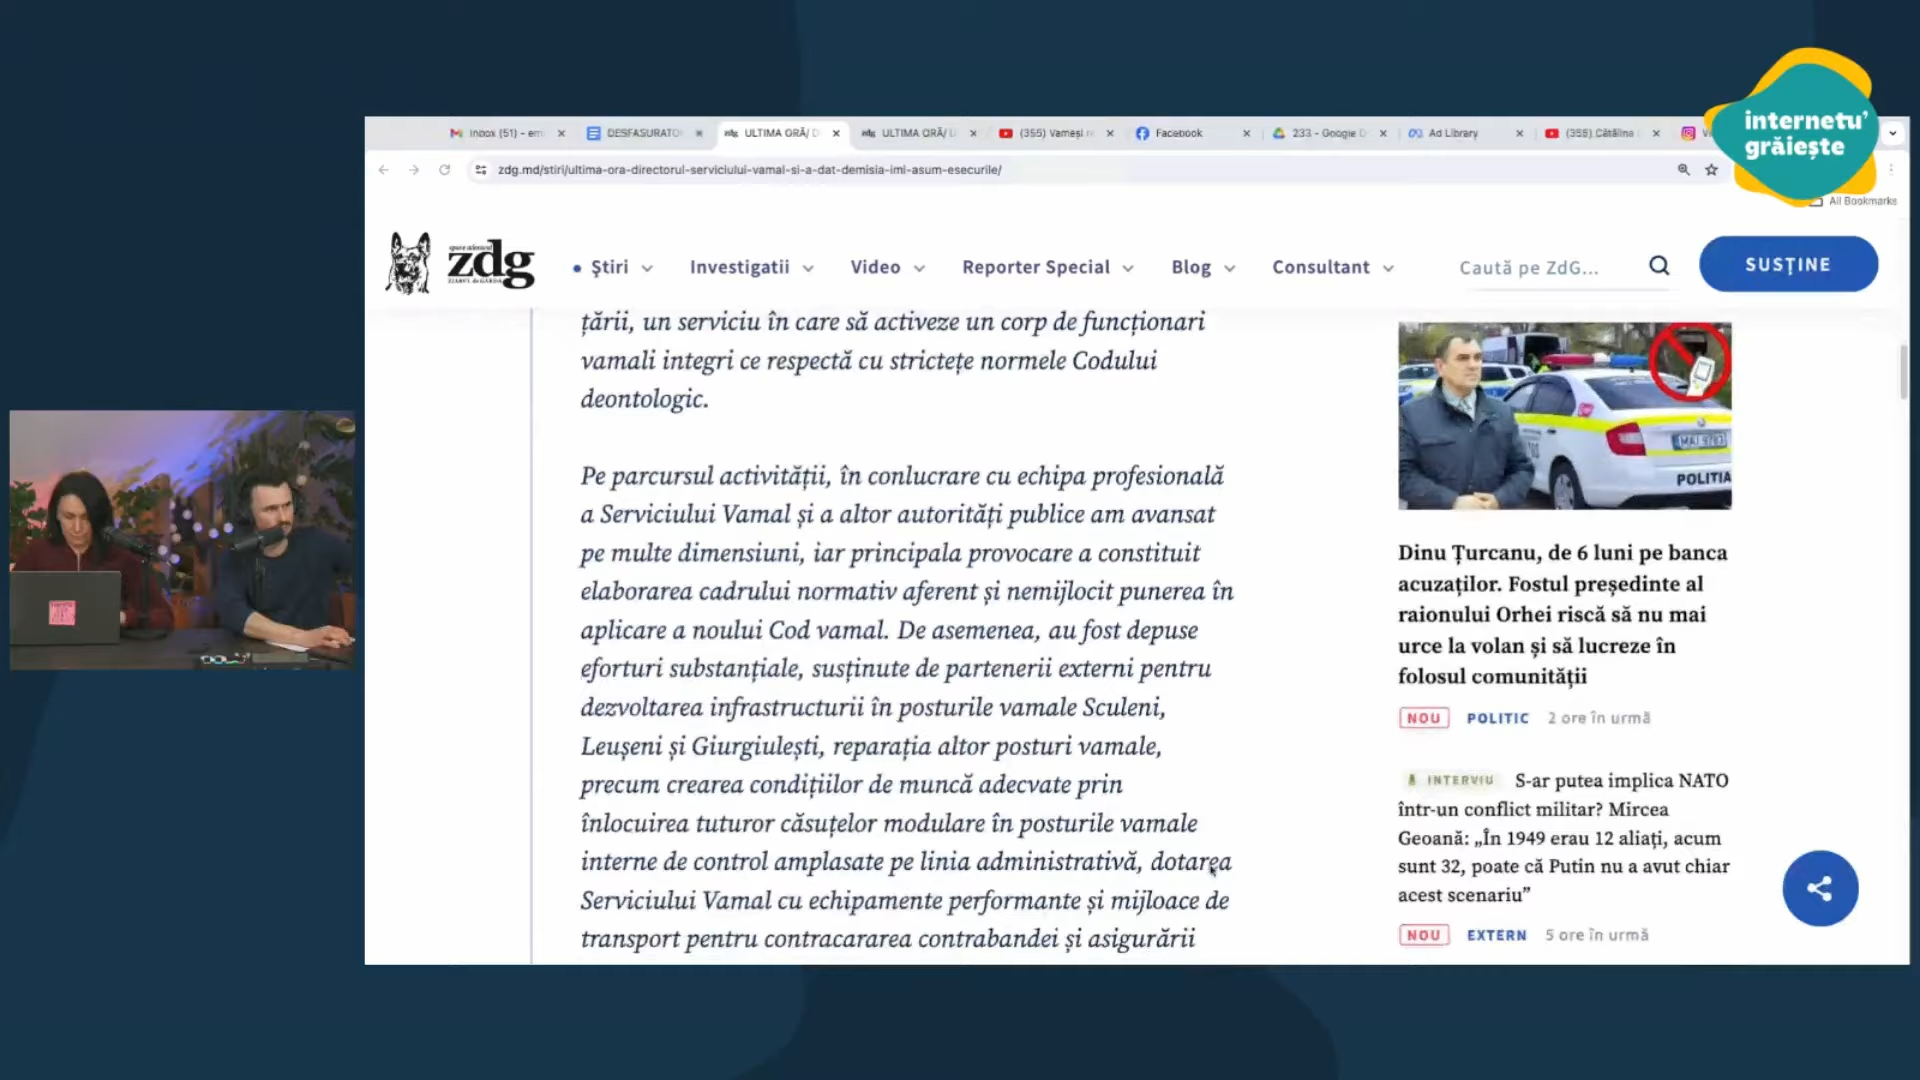 internetu'
grăiește
Inbox (51) - em
DESFASURATO
ULTIMA ORĂ/ D
ULTIMA ORĂ/ D
(355) Vameși r
Facebook
233 - Google D
Ad Library
(355) Cătălina
zdg.md/stiri/ultima-ora-directorul-serviciului-vamal-si-a-dat-demisia-imi-asum-esecurile/
All Bookmarks
zdg
ZIARUL de GARDĂ
Știri
Investigatii
Video
Reporter Special
Blog
Consultant
Caută pe ZdG...
SUSȚINE
țării, un serviciu în care să activeze un corp de funcționari
vamali integri ce respectă cu strictețe normele Codului
deontologic.
Pe parcursul activității, în conlucrare cu echipa profesională
a Serviciului Vamal și a altor autorități publice am avansat
pe multe dimensiuni, iar principala provocare a constituit
elaborarea cadrului normativ aferent și nemijlocit punerea în
aplicare a noului Cod vamal. De asemenea, au fost depuse
eforturi substanțiale, susținute de partenerii externi pentru
dezvoltarea infrastructurii în posturile vamale Sculeni,
Leușeni și Giurgiulești, reparația altor posturi vamale,
precum crearea condițiilor de muncă adecvate prin
înlocuirea tuturor căsuțelor modulare în posturile vamale
interne de control amplasate pe linia administrativă, dotarea
Serviciului Vamal cu echipamente performante și mijloace de
transport pentru contracararea contrabandei și asigurării
POLITIA
Dinu Țurcanu, de 6 luni pe banca
acuzaților. Fostul președinte al
raionului Orhei riscă să nu mai
urce la volan și să lucreze în
folosul comunității
NOU POLITIC 2 ore în urmă
INTERVIU S-ar putea implica NATO
într-un conflict militar? Mircea
Geoană: „În 1949 erau 12 aliați, acum
sunt 32, poate că Putin nu a avut chiar
acest scenariu”
NOU EXTERN 5 ore în urmă